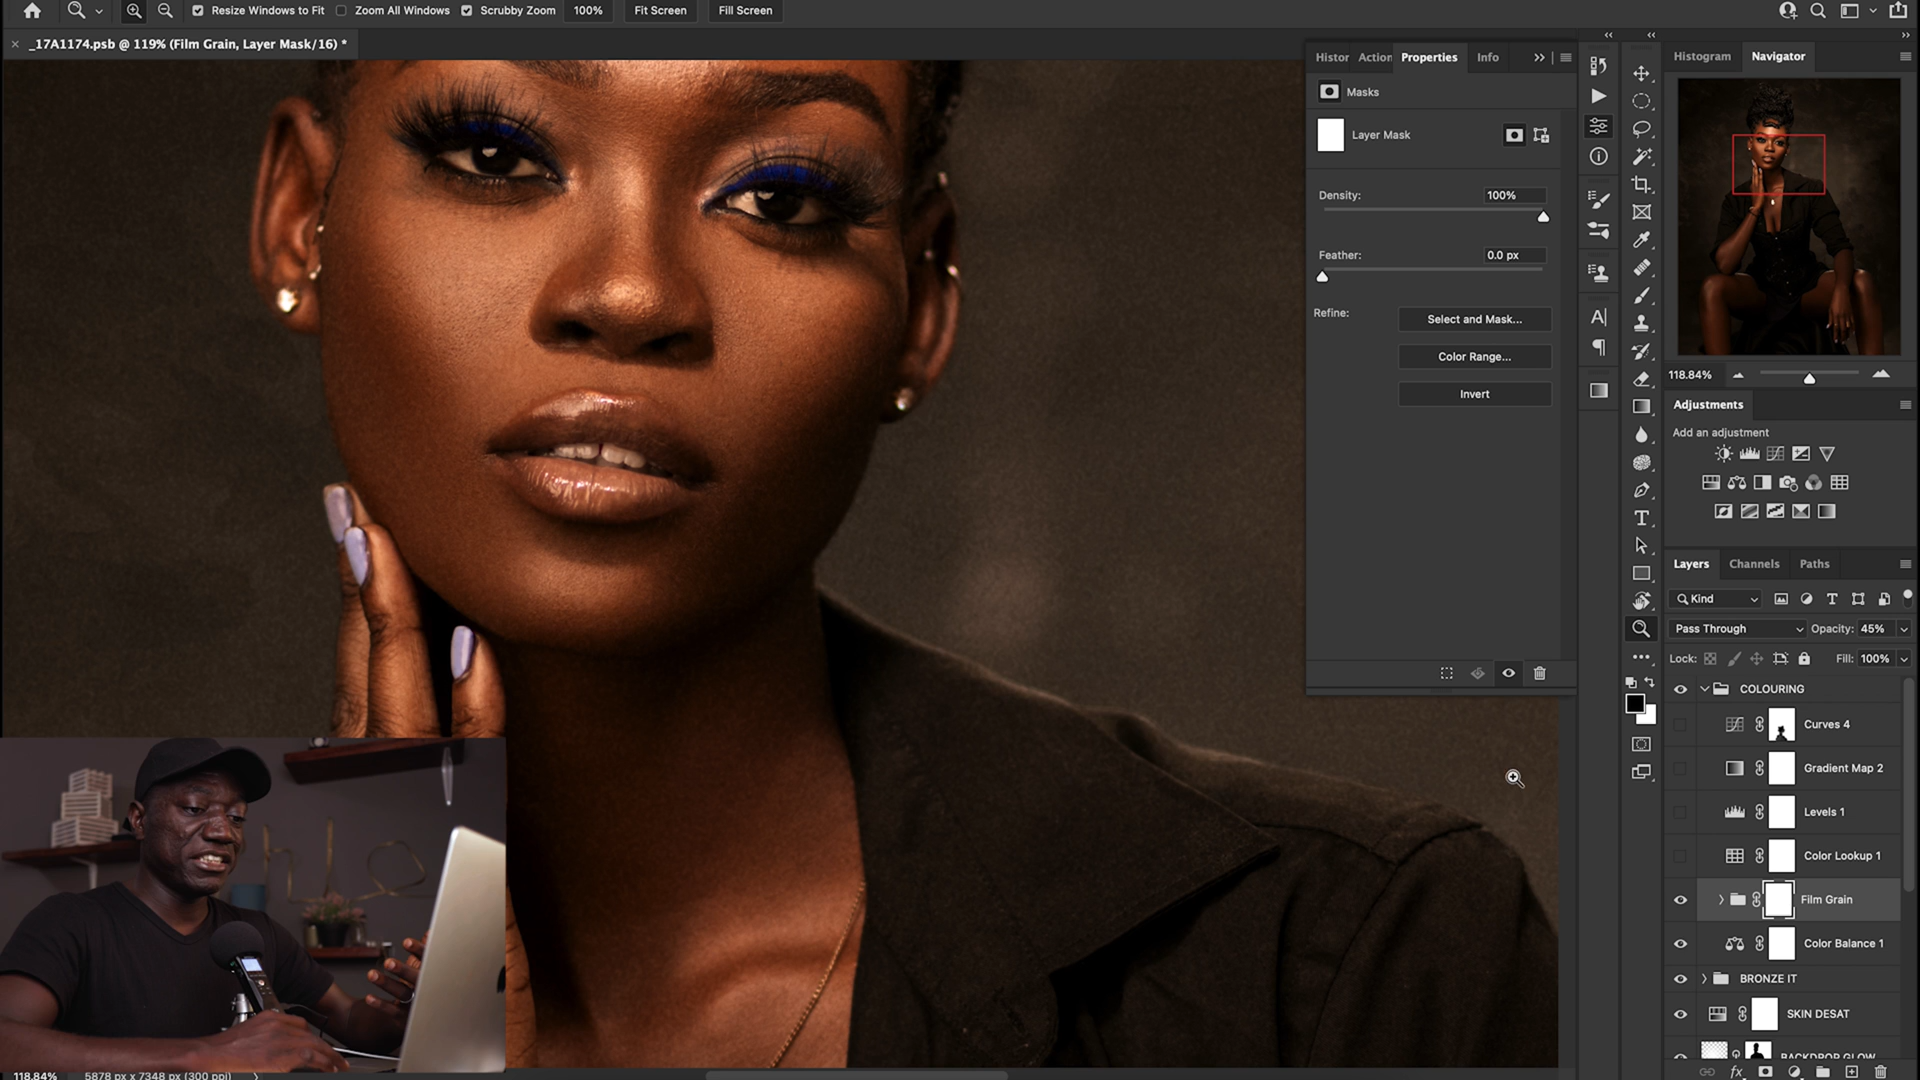 Resize Windows to Fit
Zoom All Windows
Scrubby Zoom
100%
Fit Screen
Fill Screen
_17A1174.psb @ 119% (Film Grain, Layer Mask/16) *
Histor
Action
Properties
Info
Masks
Layer Mask
Density:
100%
Feather:
0.0 px
Refine:
Select and Mask...
Color Range...
Invert
Histogram
Navigator
118.84%
Adjustments
Add an adjustment
Layers
Channels
Paths
Kind
Pass Through
Opacity: 45%
Lock:
Fill: 100%
COLOURING
Curves 4
Gradient Map 2
Levels 1
Color Lookup 1
Film Grain
Color Balance 1
BRONZE IT
SKIN DESAT
BACKDROP GLOW
118.84%
5878 px x 7348 px (300 ppi)